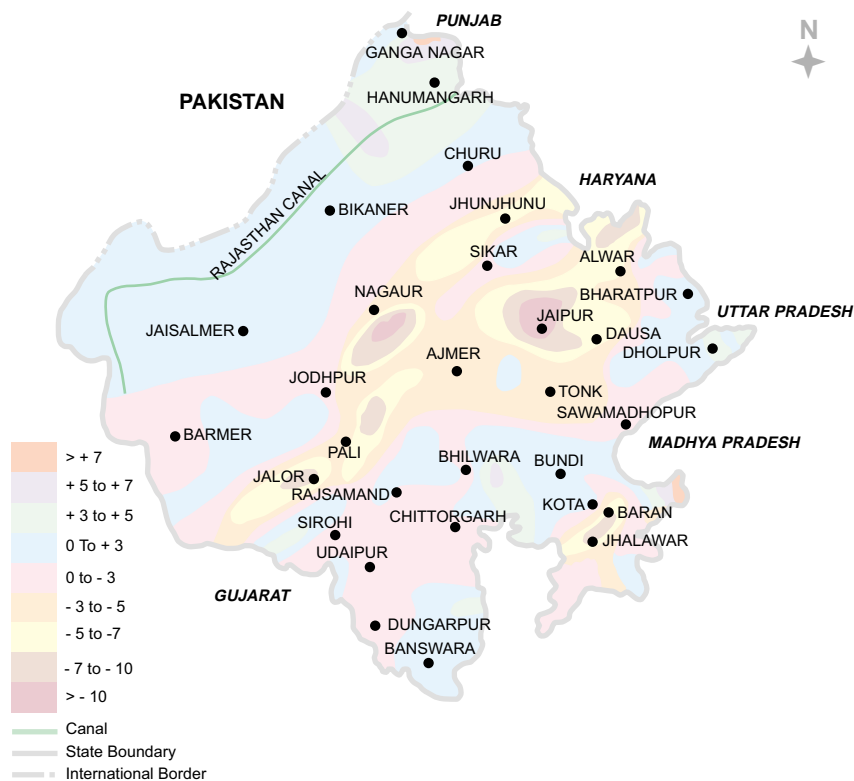 PUNJAB
N
GANGA NAGAR
PAKISTAN
HANUMANGARH
CHURU
HARYANA
RAJASTHAN CANAL
BIKANER
JHUNJHUNU
SIKAR
ALWAR
NAGAUR
BHARATPUR
UTTAR PRADESH
JAISALMER
JAIPUR
DAUSA
AJMER
DHOLPUR
JODHPUR
TONK
SAWAMADHOPUR
BARMER
MADHYA PRADESH
PALI
BHILWARA
BUNDI
JALOR
RAJSAMAND
KOTA
BARAN
CHITTORGARH
SIROHI
JHALAWAR
UDAIPUR
GUJARAT
DUNGARPUR
BANSWARA
> + 7
+ 5 to + 7
+ 3 to + 5
0 To + 3
0 to - 3
- 3 to - 5
- 5 to -7
- 7 to - 10
> - 10
Canal
State Boundary
International Border